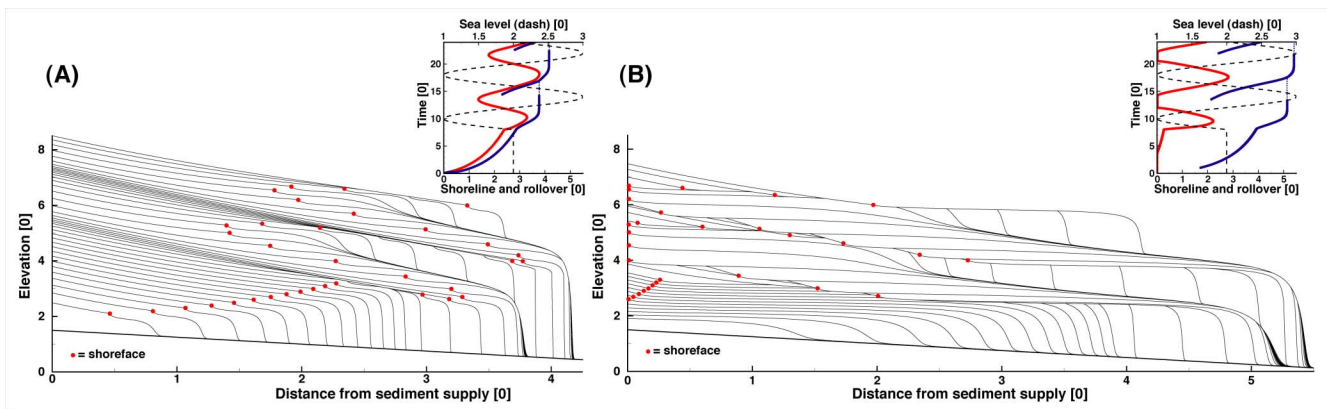 Sea level (dash) [0]
1 1.5 2 2.5 3
20
15
10
5
0
Time [0]
0 1 2 3 4 5
Shoreline and rollover [0]
(A)
8
6
4
2
0
Elevation [0]
= shoreface
0 1 2 3 4
Distance from sediment supply [0]
Sea level (dash) [0]
1 1.5 2 2.5 3
20
15
10
5
0
Time [0]
0 1 2 3 4 5
Shoreline and rollover [0]
(B)
8
6
4
2
0
Elevation [0]
= shoreface
0 1 2 3 4 5
Distance from sediment supply [0]